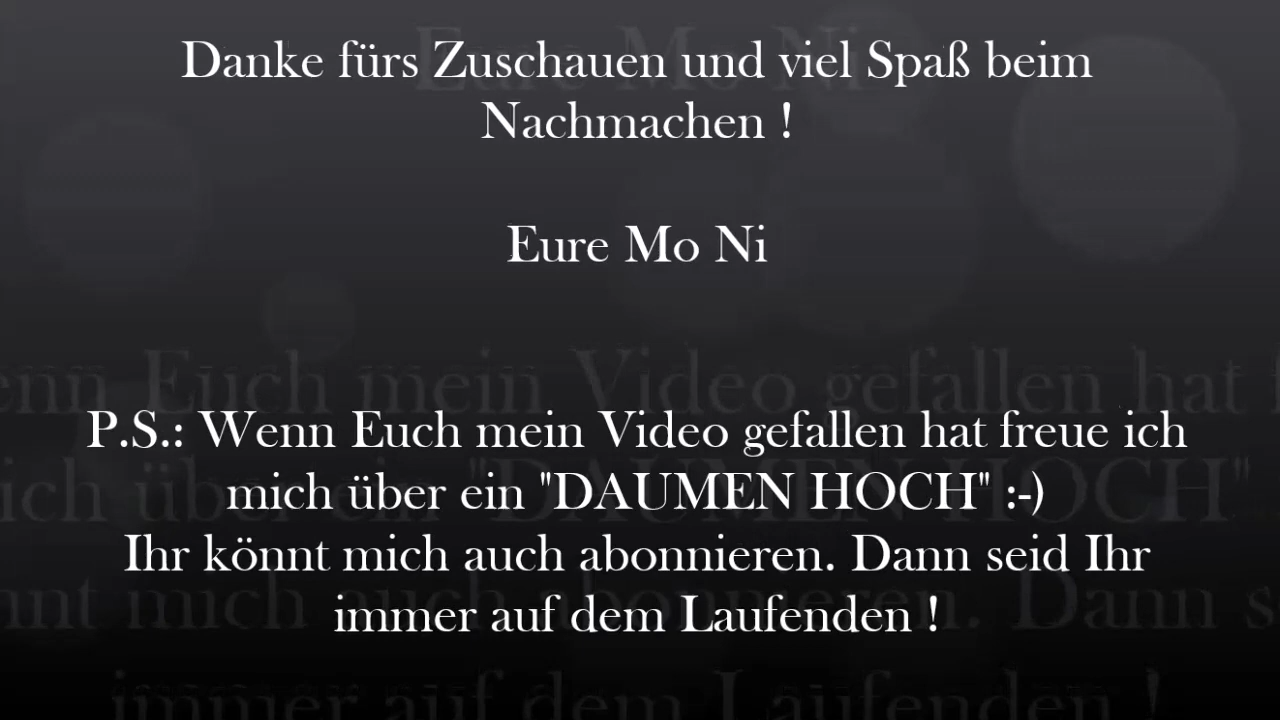 Danke fürs Zuschauen und viel Spaß beim
Nachmachen !
Eure Mo Ni
P.S.: Wenn Euch mein Video gefallen hat freue ich
mich über ein "DAUMEN HOCH" :-)
Ihr könnt mich auch abonnieren. Dann seid Ihr
immer auf dem Laufenden !